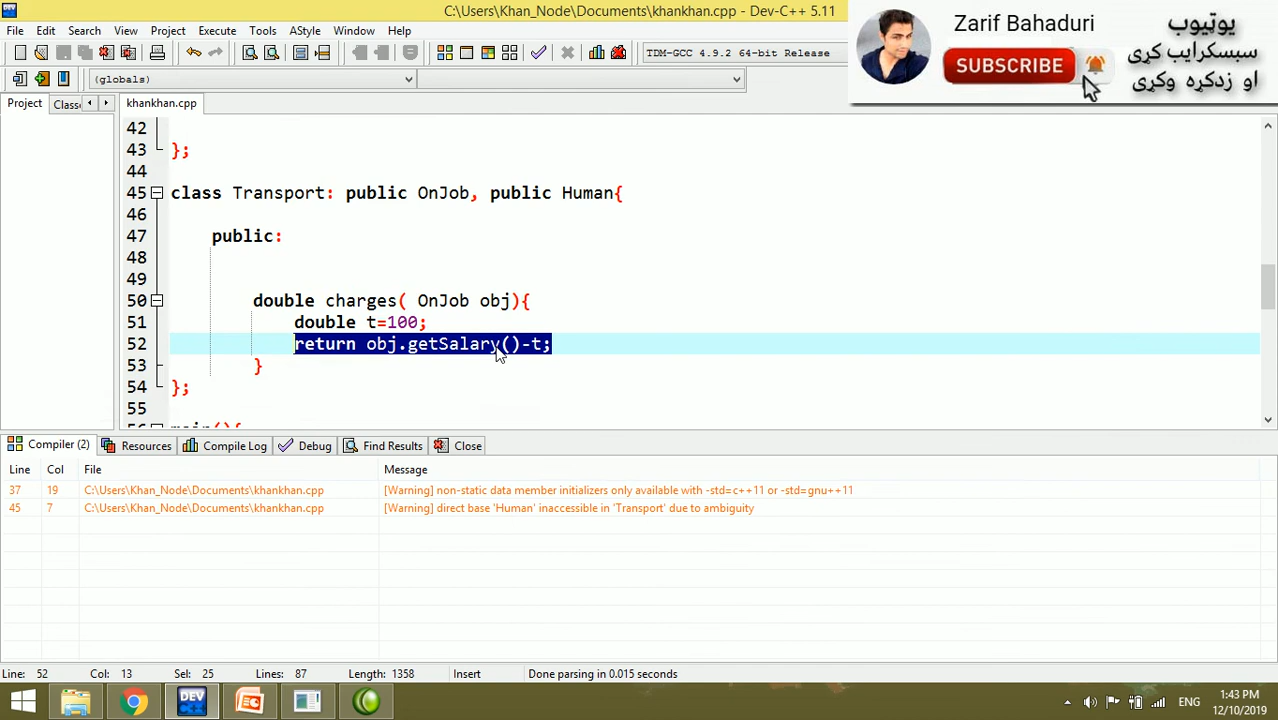 C:\Users\Khan_Node\Documents\khankhan.cpp - Dev-C++ 5.11
Zarif Bahaduri
SUBSCRIBE
یوټیوب
سبسکرایب کړی
او زدکړه وکړی
File Edit Search View Project Execute Tools AStyle Window Help
TDM-GCC 4.9.2 64-bit Release
(globals)
Project Classe khankhan.cpp
42
43 };
44
45 class Transport: public OnJob, public Human{
46
47 public:
48
49
50 double charges( OnJob obj){
51 double t=100;
52 return obj.getSalary()-t;
53 }
54 };
55
56 main(){
Compiler (2) Resources Compile Log Debug Find Results Close
Line Col File Message
37 19 C:\Users\Khan_Node\Documents\khankhan.cpp [Warning] non-static data member initializers only available with -std=c++11 or -std=gnu++11
45 7 C:\Users\Khan_Node\Documents\khankhan.cpp [Warning] direct base 'Human' inaccessible in 'Transport' due to ambiguity
Line: 52 Col: 13 Sel: 25 Lines: 87 Length: 1358 Insert Done parsing in 0.015 seconds
DEV
C++
ENG
1:43 PM
12/10/2019